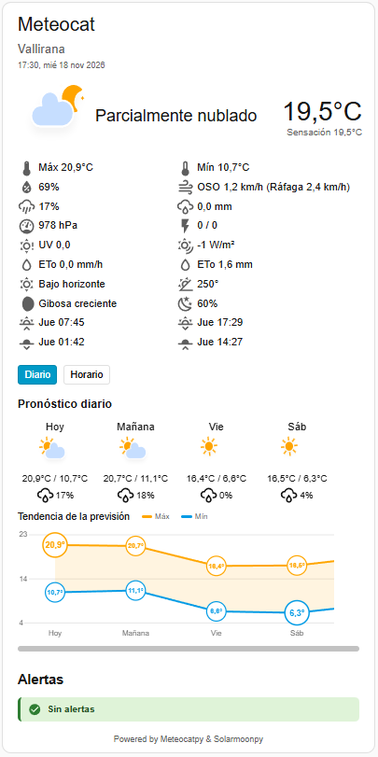 Meteocat
Vallirana
17:30, mié 18 nov 2026
Parcialmente nublado
19,5°C
Sensación 19,5°C
Máx 20,9°C
Mín 10,7°C
69%
OSO 1,2 km/h (Ráfaga 2,4 km/h)
17%
0,0 mm
978 hPa
0 / 0
UV 0,0
-1 W/m²
ETo 0,0 mm/h
ETo 1,6 mm
Bajo horizonte
250°
Gibosa creciente
60%
Jue 07:45
Jue 17:29
Jue 01:42
Jue 14:27
Diario Horario
Pronóstico diario
Hoy Mañana Vie Sáb
20,9°C / 10,7°C 20,7°C / 11,1°C 16,4°C / 6,6°C 16,5°C / 6,3°C
17% 18% 0% 4%
Tendencia de la previsión Máx Mín
23
20,9° 20,7° 16,4° 16,5°
14
10,7° 11,1° 6,6° 6,3°
4
Hoy Mañana Vie Sáb
Alertas
Sin alertas
Powered by Meteocatpy & Solarmoonpy